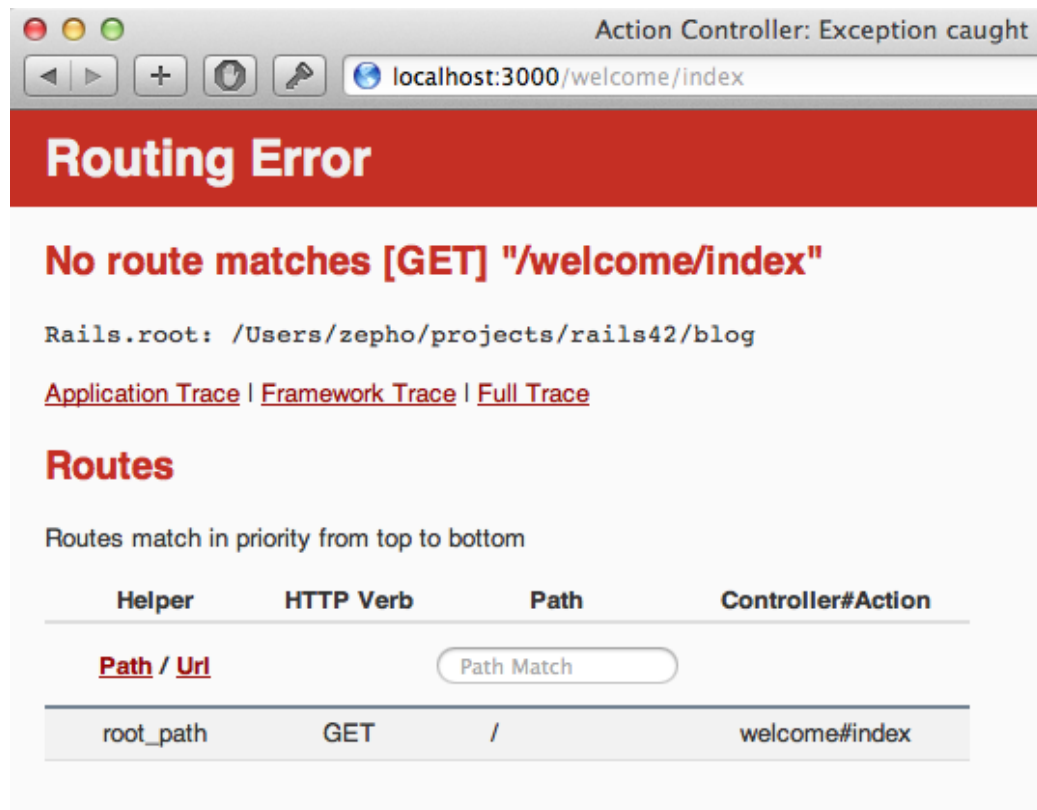 Action Controller: Exception caught
localhost:3000/welcome/index
Routing Error
No route matches [GET] "/welcome/index"
Rails.root: /Users/zepho/projects/rails42/blog
Application Trace | Framework Trace | Full Trace
Routes
Routes match in priority from top to bottom
Helper HTTP Verb Path Controller#Action
Path / Url Path Match
root_path GET / welcome#index